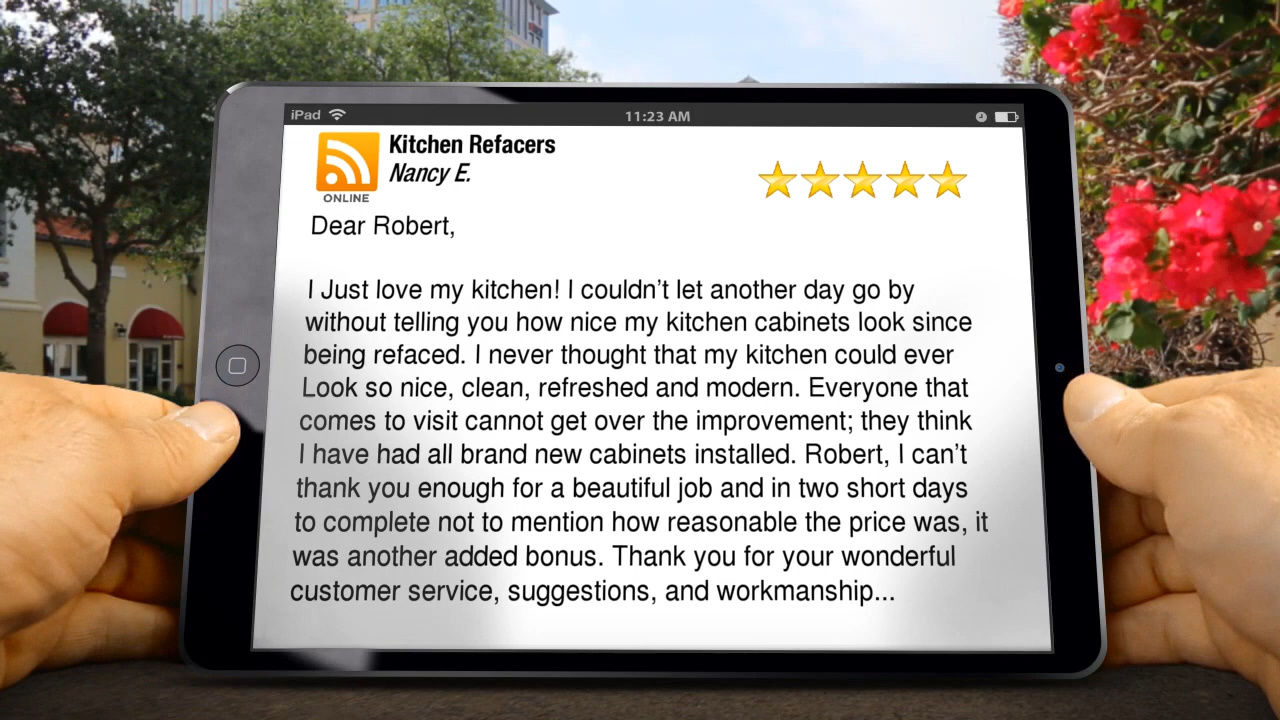 iPad 11:23 AM
Kitchen Refacers
Nancy E.
ONLINE
Dear Robert,
I Just love my kitchen! I couldn't let another day go by
without telling you how nice my kitchen cabinets look since
being refaced. I never thought that my kitchen could ever
Look so nice, clean, refreshed and modern. Everyone that
comes to visit cannot get over the improvement; they think
I have had all brand new cabinets installed. Robert, I can't
thank you enough for a beautiful job and in two short days
to complete not to mention how reasonable the price was, it
was another added bonus. Thank you for your wonderful
customer service, suggestions, and workmanship...